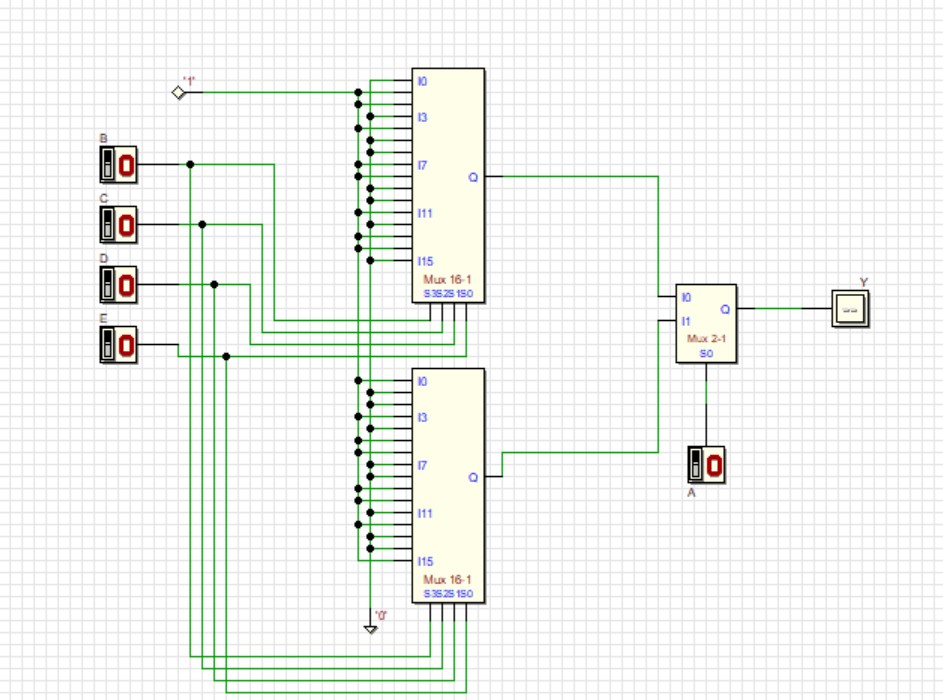 '1'
B
0
C
0
D
0
E
0
I0
I3
I7
Q
I11
I15
Mux 16-1
S3S2S1S0
I0
I3
I7
Q
I11
I15
Mux 16-1
S3S2S1S0
'0'
I0
Q
I1
Mux 2-1
S0
Y
--
0
A